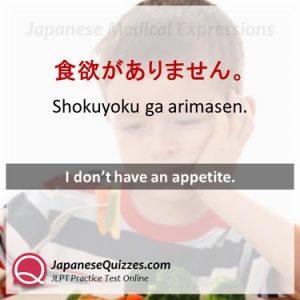 Japanese Medical Expressions
食欲がありません。
Shokuyoku ga arimasen.
I don't have an appetite.
JapaneseQuizzes.com
JLPT Practice Test Online